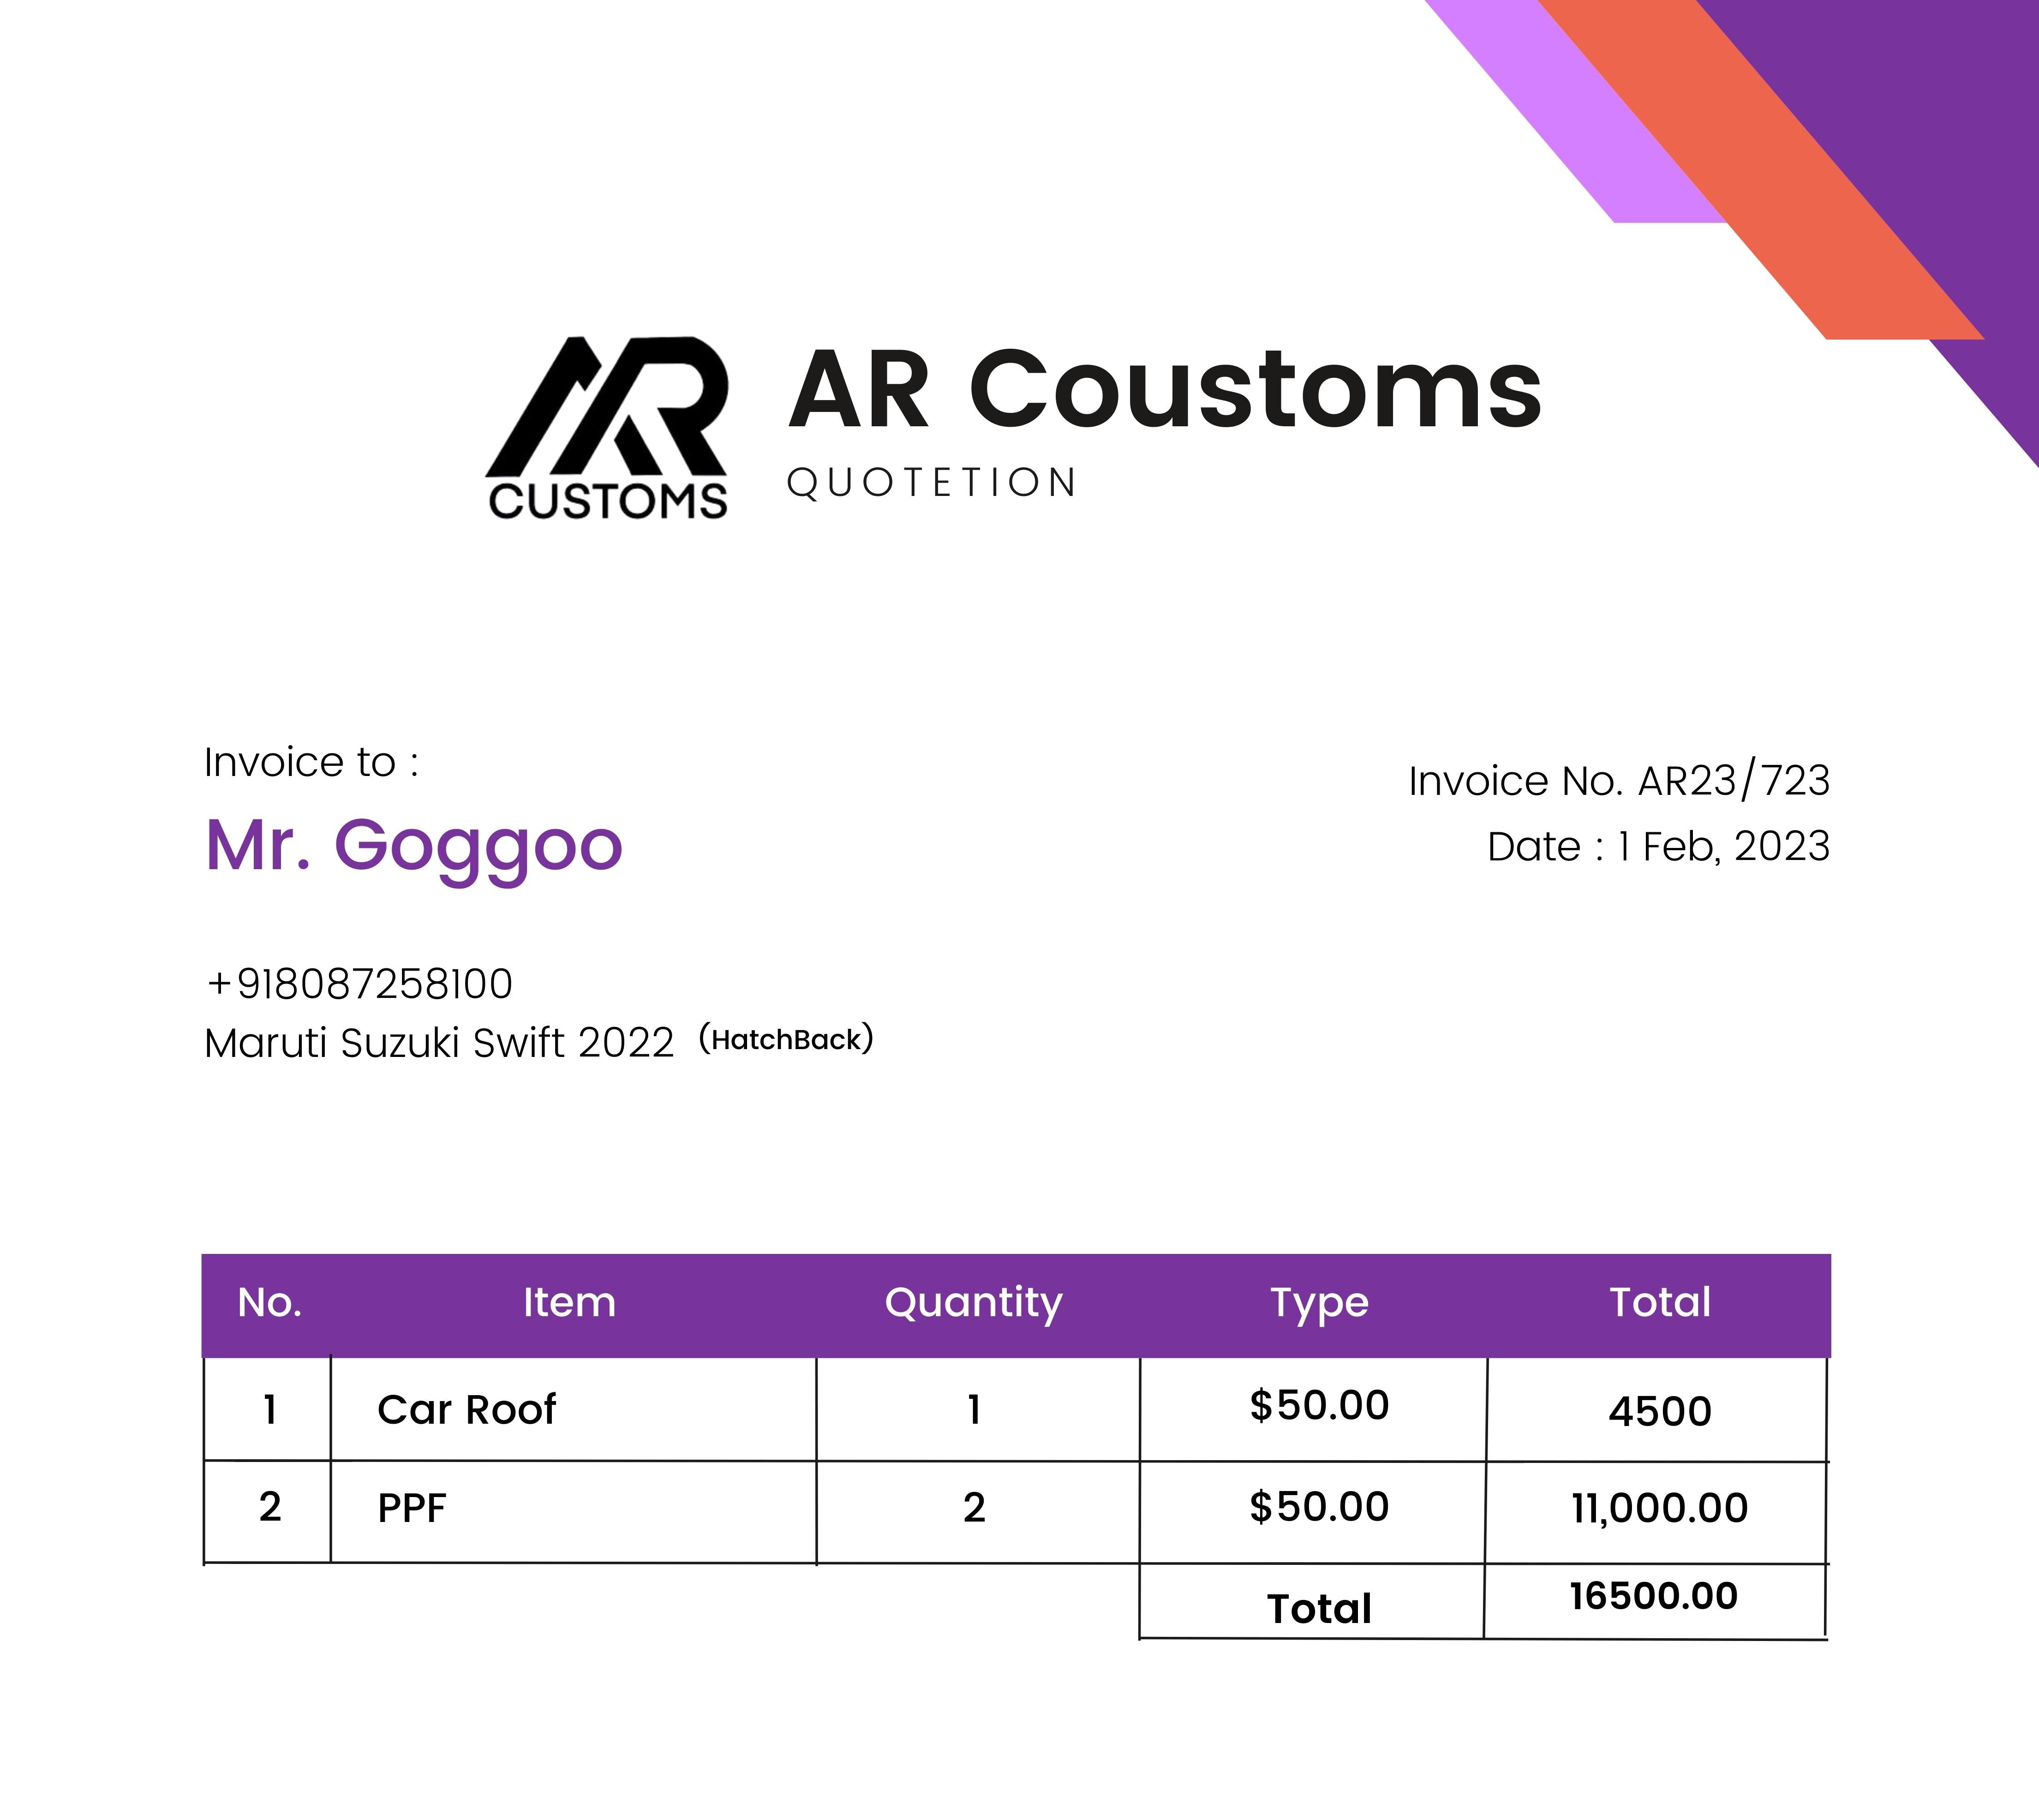 AR Coustoms
CUSTOMS
QUOTETION
Invoice to :
Mr. Goggoo
Invoice No. AR23/723
Date : 1 Feb, 2023
+918087258100
Maruti Suzuki Swift 2022 (HatchBack)
No. Item Quantity Type Total
1 Car Roof 1 $50.00 4500
2 PPF 2 $50.00 11,000.00
Total 16500.00